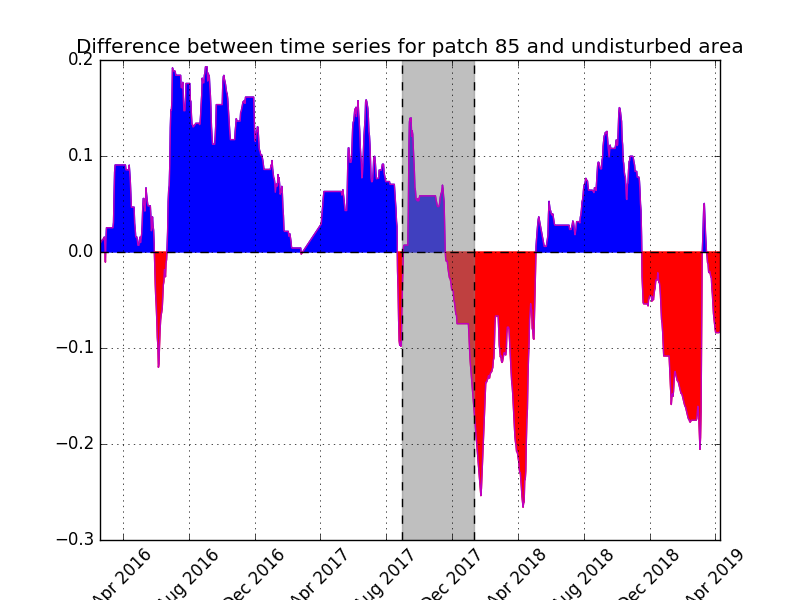 Difference between time series for patch 85 and undisturbed area
0.2
0.1
0.0
−0.1
−0.2
−0.3
Apr 2016
Aug 2016
Dec 2016
Apr 2017
Aug 2017
Dec 2017
Apr 2018
Aug 2018
Dec 2018
Apr 2019